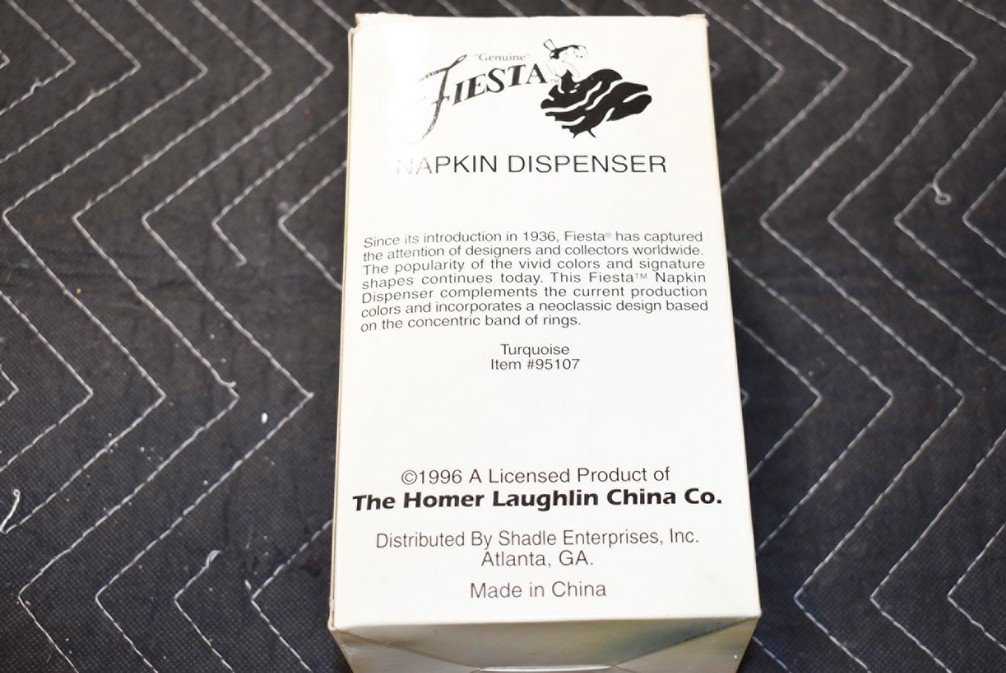 "Genuine"
FIESTA™
NAPKIN DISPENSER
Since its introduction in 1936, Fiesta® has captured
the attention of designers and collectors worldwide.
The popularity of the vivid colors and signature
shapes continues today. This Fiesta™ Napkin
Dispenser complements the current production
colors and incorporates a neoclassic design based
on the concentric band of rings.
Turquoise
Item #95107
©1996 A Licensed Product of
The Homer Laughlin China Co.
Distributed By Shadle Enterprises, Inc.
Atlanta, GA.
Made in China